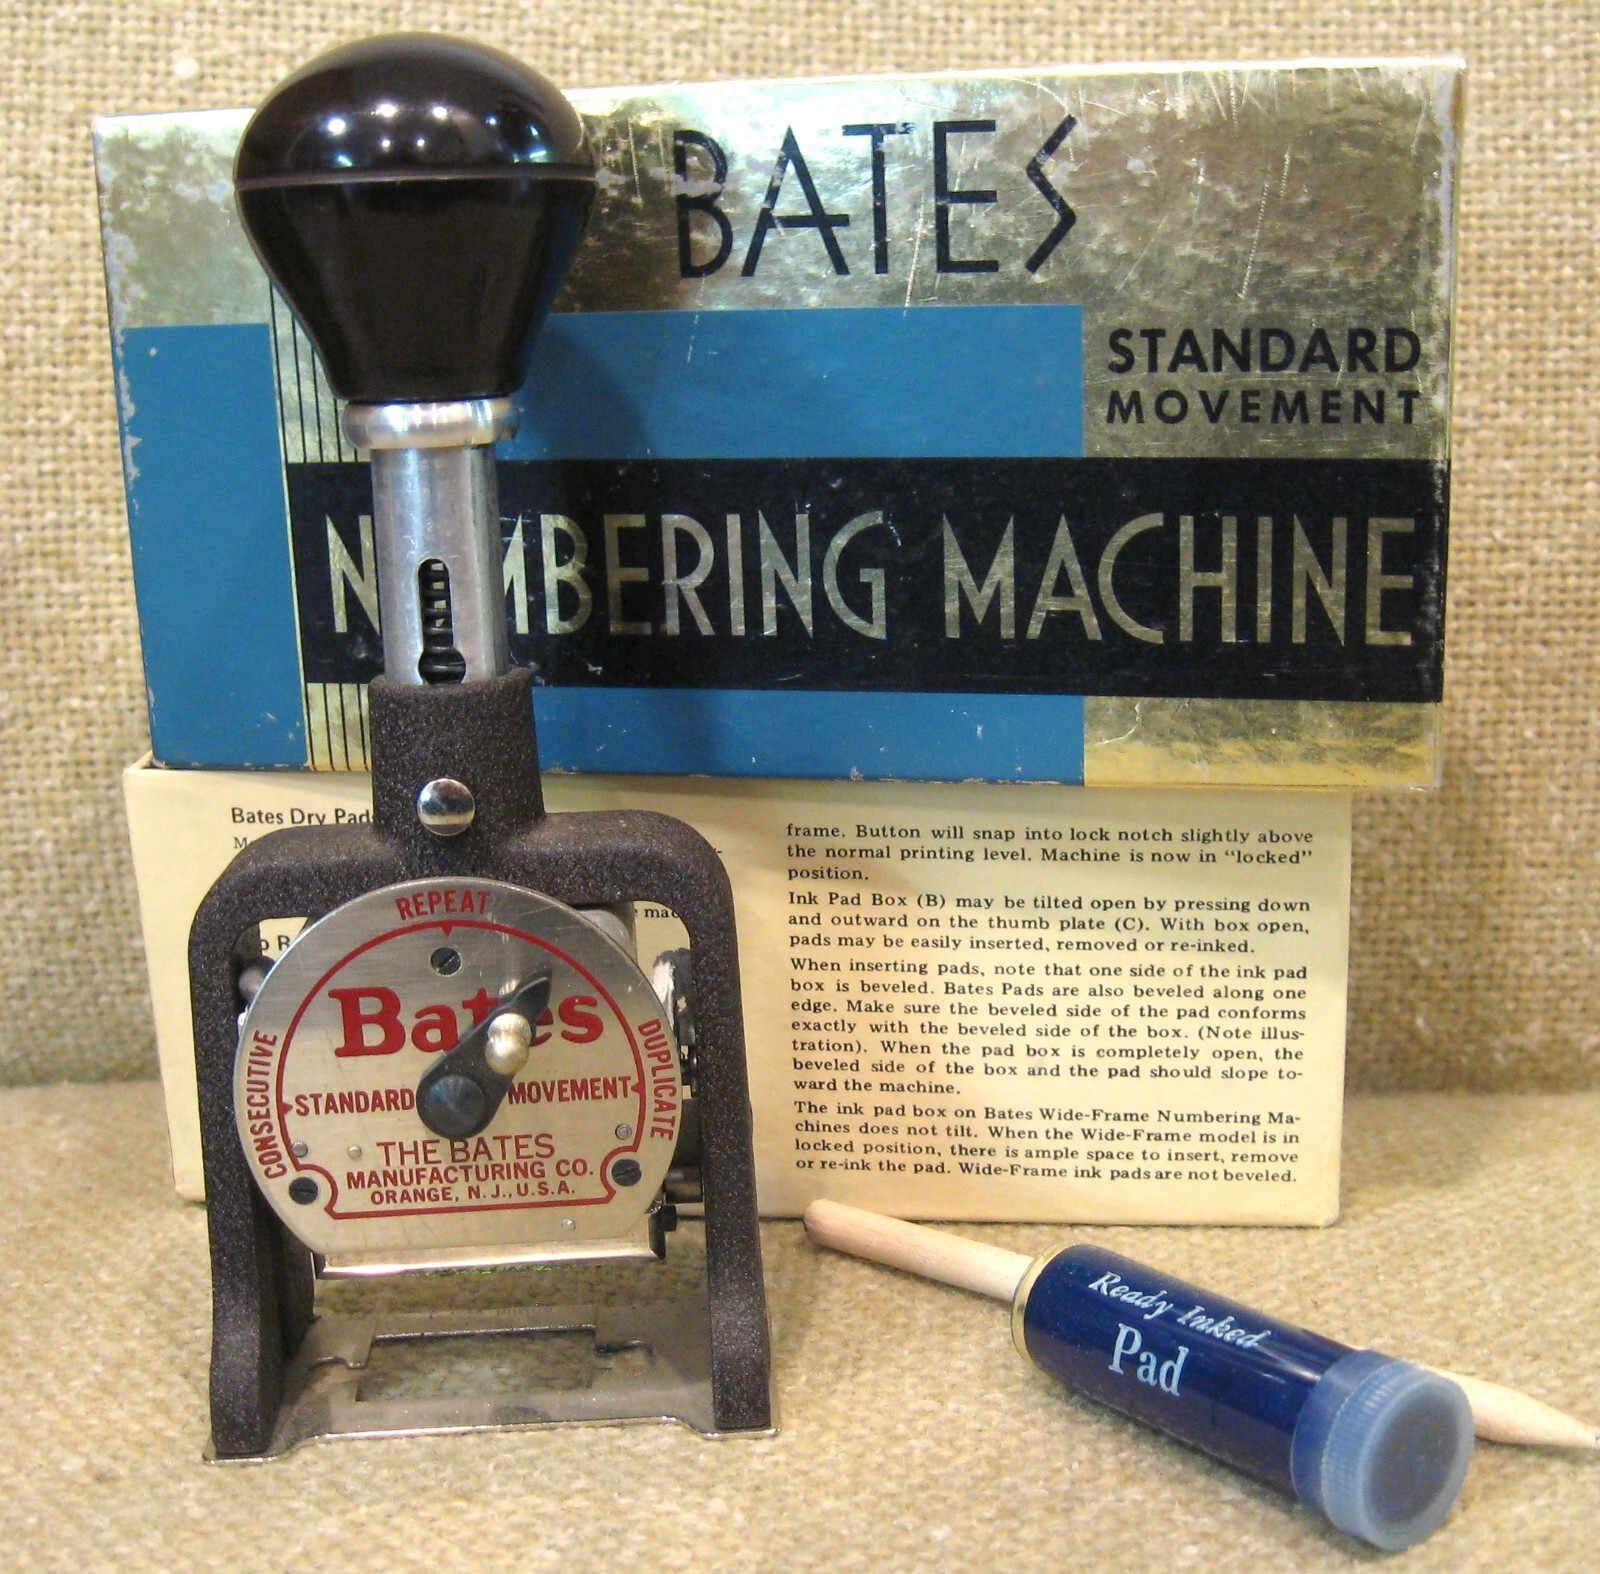 BATES
STANDARD
MOVEMENT
NUMBERING MACHINE
Bates Dry Pads
frame. Button will snap into lock notch slightly above
the normal printing level. Machine is now in "locked"
position.
Ink Pad Box (B) may be tilted open by pressing down
and outward on the thumb plate (C). With box open,
pads may be easily inserted, removed or re-inked.
When inserting pads, note that one side of the ink pad
box is beveled. Bates Pads are also beveled along one
edge. Make sure the beveled side of the pad conforms
exactly with the beveled side of the box. (Note illus-
tration). When the pad box is completely open, the
beveled side of the box and the pad should slope to-
ward the machine.
The ink pad box on Bates Wide-Frame Numbering Ma-
chines does not tilt. When the Wide-Frame model is in
locked position, there is ample space to insert, remove
or re-ink the pad. Wide-Frame ink pads are not beveled.
REPEAT
CONSECUTIVE
DUPLICATE
Bates
STANDARD MOVEMENT
THE BATES
MANUFACTURING CO.
ORANGE, N.J., U.S.A.
Ready Inked
Pad